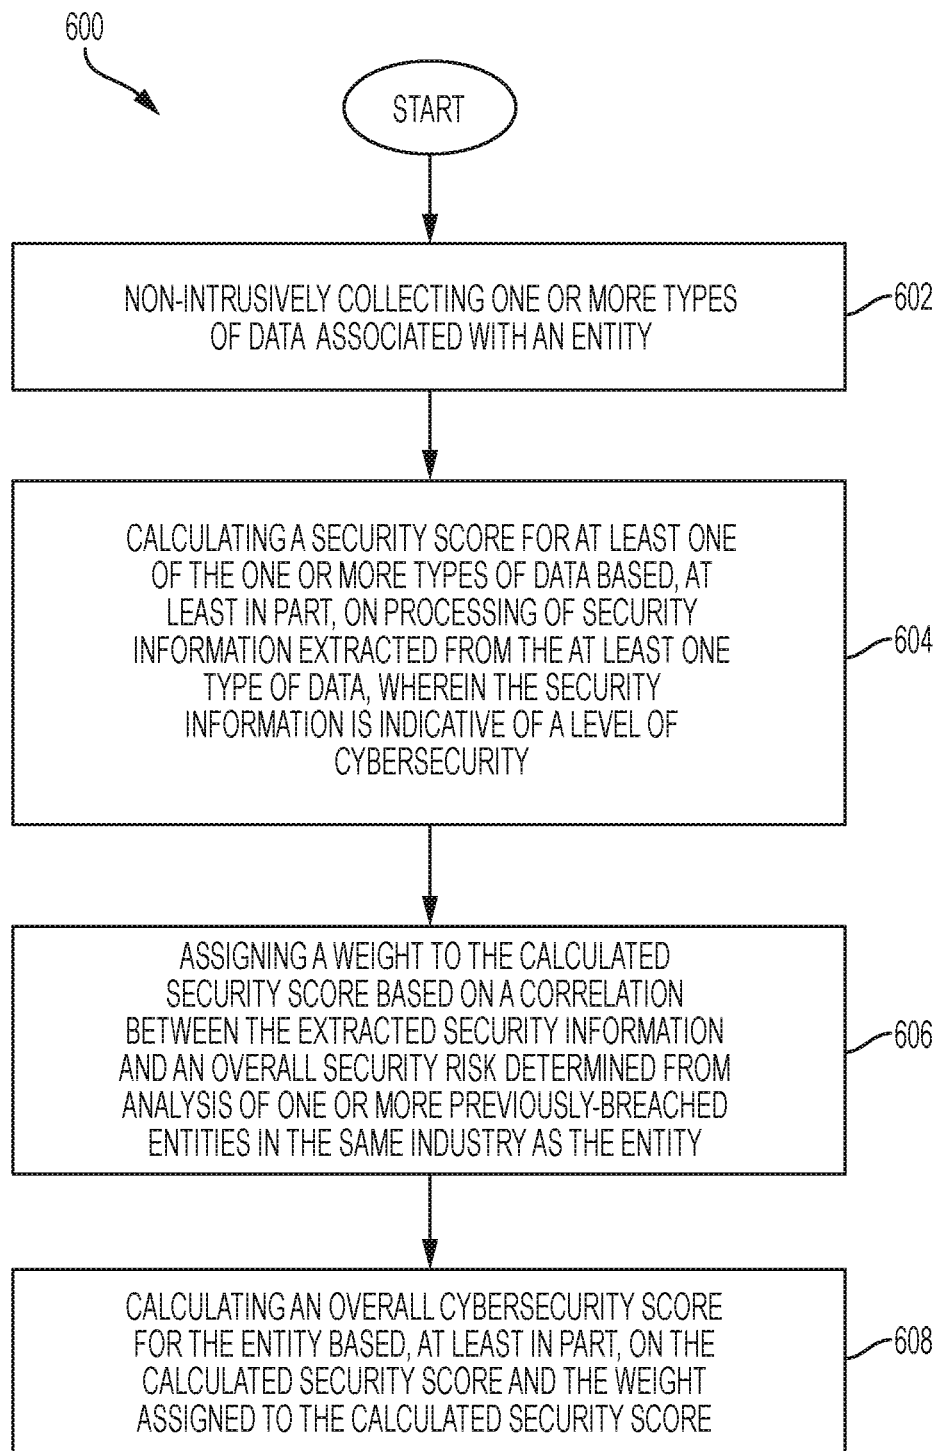 600
START
NON-INTRUSIVELY COLLECTING ONE OR MORE TYPES
OF DATA ASSOCIATED WITH AN ENTITY
602
CALCULATING A SECURITY SCORE FOR AT LEAST ONE
OF THE ONE OR MORE TYPES OF DATA BASED, AT
LEAST IN PART, ON PROCESSING OF SECURITY
INFORMATION EXTRACTED FROM THE AT LEAST ONE
TYPE OF DATA, WHEREIN THE SECURITY
INFORMATION IS INDICATIVE OF A LEVEL OF
CYBERSECURITY
604
ASSIGNING A WEIGHT TO THE CALCULATED
SECURITY SCORE BASED ON A CORRELATION
BETWEEN THE EXTRACTED SECURITY INFORMATION
AND AN OVERALL SECURITY RISK DETERMINED FROM
ANALYSIS OF ONE OR MORE PREVIOUSLY-BREACHED
ENTITIES IN THE SAME INDUSTRY AS THE ENTITY
606
CALCULATING AN OVERALL CYBERSECURITY SCORE
FOR THE ENTITY BASED, AT LEAST IN PART, ON THE
CALCULATED SECURITY SCORE AND THE WEIGHT
ASSIGNED TO THE CALCULATED SECURITY SCORE
608